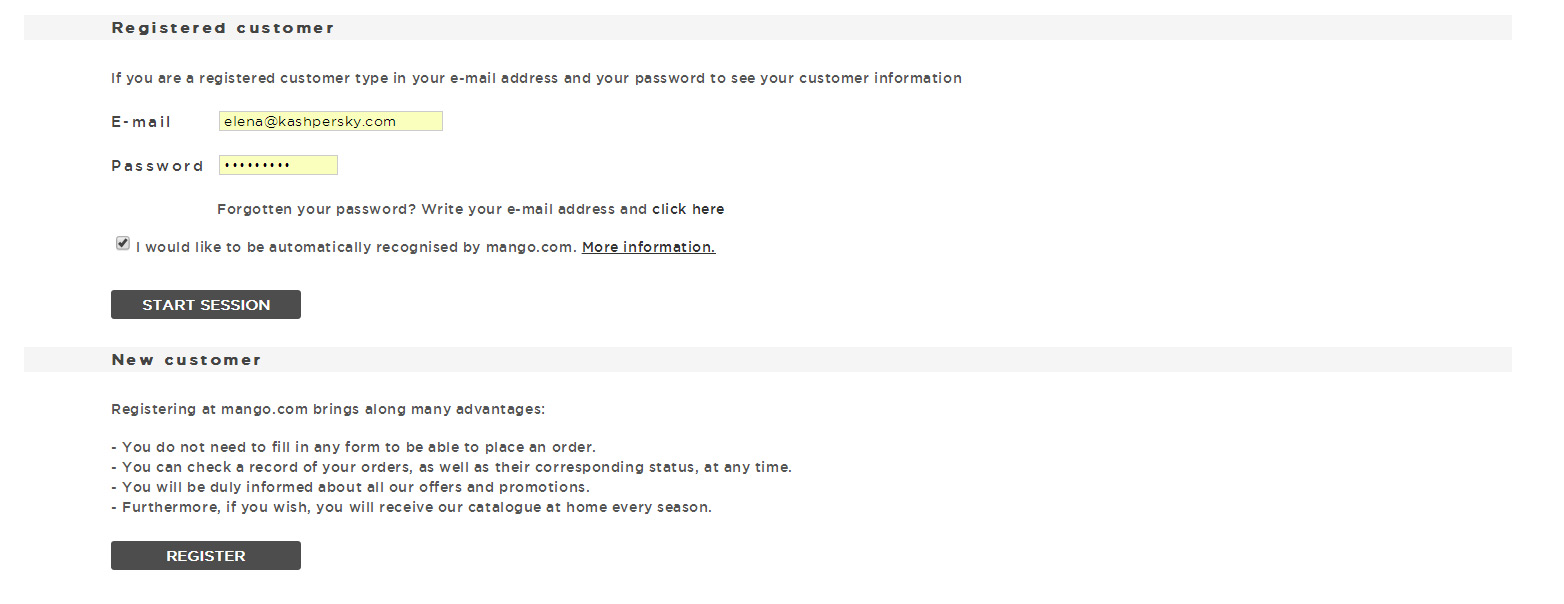 Registered customer
If you are a registered customer type in your e-mail address and your password to see your customer information
E-mail elena@kashpersky.com
Password •••••••••
Forgotten your password? Write your e-mail address and click here
I would like to be automatically recognised by mango.com. More information.
START SESSION
New customer
Registering at mango.com brings along many advantages:
- You do not need to fill in any form to be able to place an order.
- You can check a record of your orders, as well as their corresponding status, at any time.
- You will be duly informed about all our offers and promotions.
- Furthermore, if you wish, you will receive our catalogue at home every season.
REGISTER